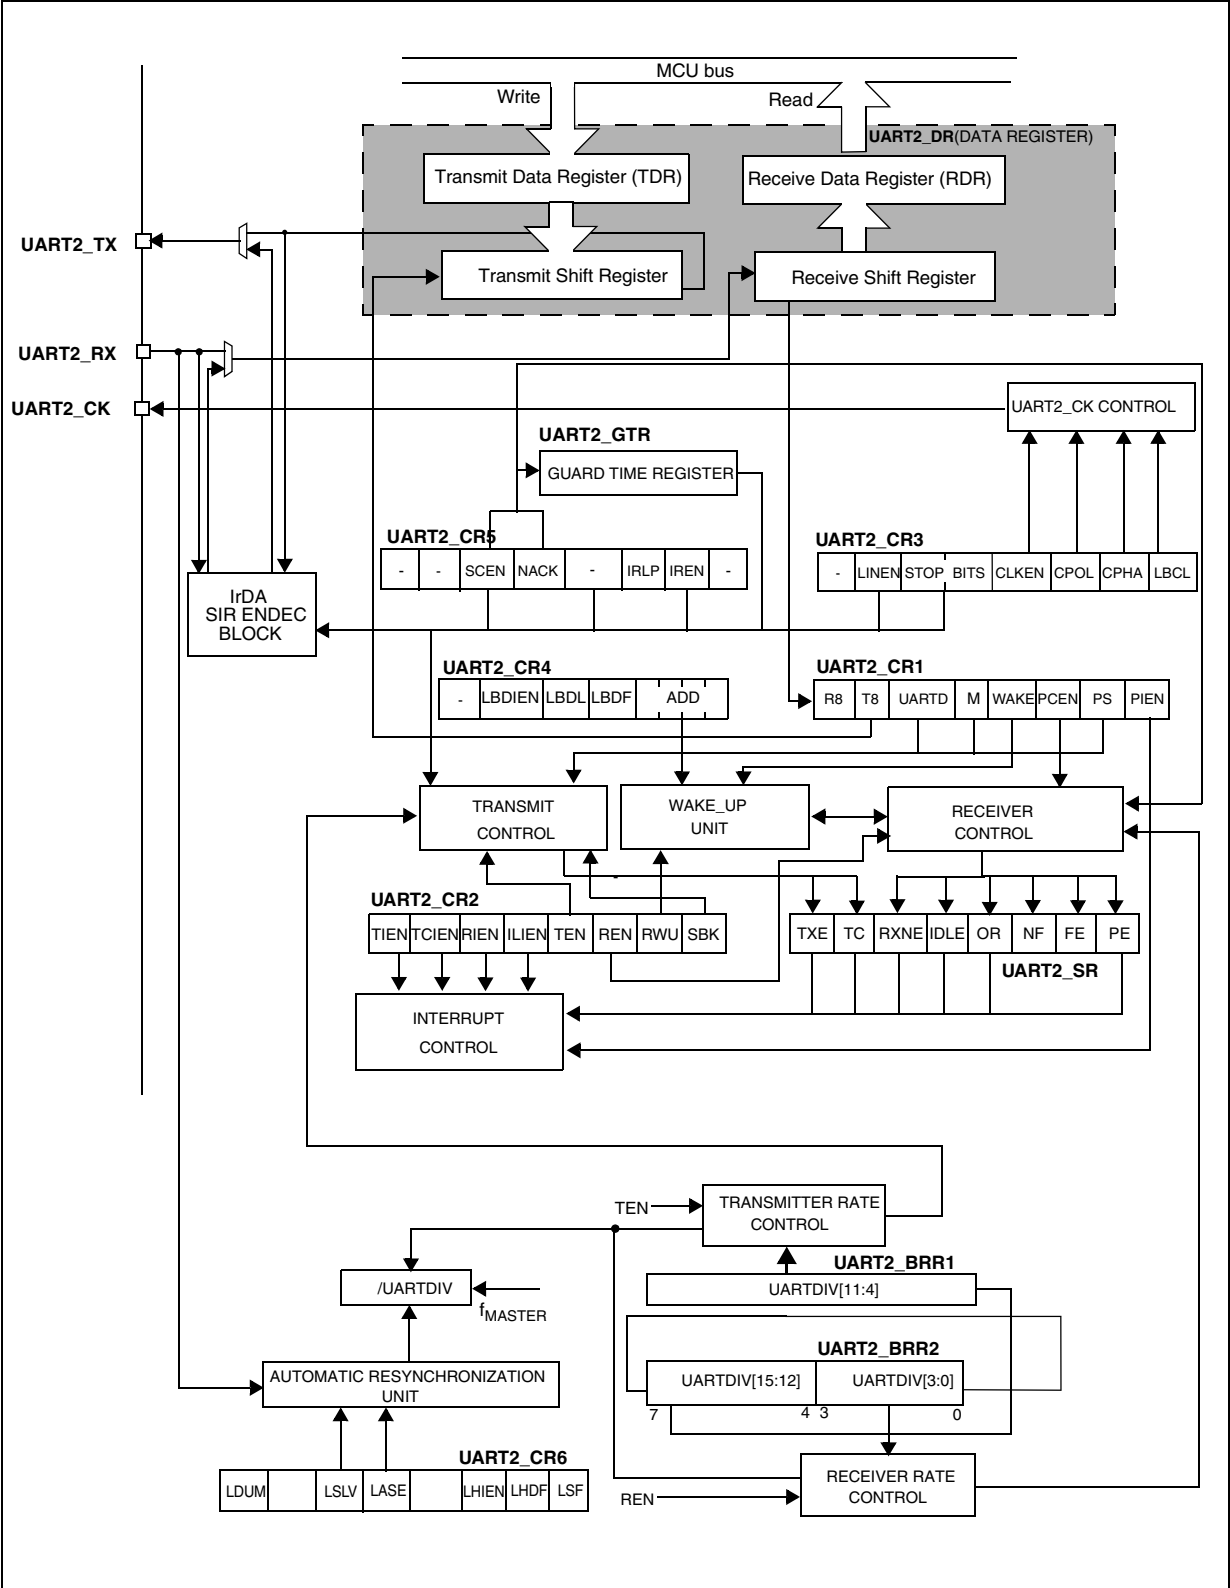 MCU bus
Write
Read
UART2_DR(DATA REGISTER)
Transmit Data Register (TDR)
Receive Data Register (RDR)
UART2_TX
Transmit Shift Register
Receive Shift Register
UART2_RX
UART2_CK
UART2_CK CONTROL
UART2_GTR
GUARD TIME REGISTER
UART2_CR5
- - SCEN NACK - IRLP IREN -
UART2_CR3
- LINEN STOP BITS CLKEN CPOL CPHA LBCL
IrDA
SIR ENDEC
BLOCK
UART2_CR4
- LBDIEN LBDL LBDF ADD
UART2_CR1
R8 T8 UARTD M WAKE PCEN PS PIEN
TRANSMIT
CONTROL
WAKE_UP
UNIT
RECEIVER
CONTROL
-
UART2_CR2
TIEN TCIEN RIEN ILIEN TEN REN RWU SBK
TXE TC RXNE IDLE OR NF FE PE
UART2_SR
INTERRUPT
CONTROL
TEN
TRANSMITTER RATE
CONTROL
UART2_BRR1
UARTDIV[11:4]
/UARTDIV
fMASTER
UART2_BRR2
UARTDIV[15:12] UARTDIV[3:0]
7 4 3 0
AUTOMATIC RESYNCHRONIZATION
UNIT
UART2_CR6
LDUM LSLV LASE LHIEN LHDF LSF
REN
RECEIVER RATE
CONTROL